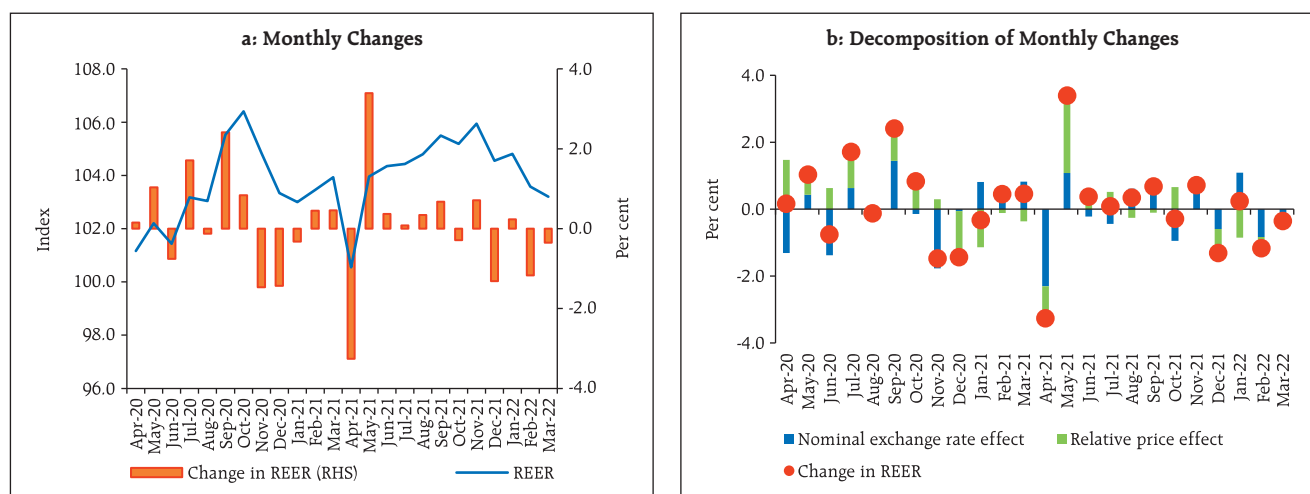 a: Monthly Changes
108.0
106.0
104.0
102.0
100.0
98.0
96.0
Index
4.0
2.0
0.0
-2.0
-4.0
Per cent
Apr-20
May-20
Jun-20
Jul-20
Aug-20
Sep-20
Oct-20
Nov-20
Dec-20
Jan-21
Feb-21
Mar-21
Apr-21
May-21
Jun-21
Jul-21
Aug-21
Sep-21
Oct-21
Nov-21
Dec-21
Jan-22
Feb-22
Mar-22
Change in REER (RHS)
REER
b: Decomposition of Monthly Changes
4.0
2.0
0.0
-2.0
-4.0
Per cent
Apr-20
May-20
Jun-20
Jul-20
Aug-20
Sep-20
Oct-20
Nov-20
Dec-20
Jan-21
Feb-21
Mar-21
Apr-21
May-21
Jun-21
Jul-21
Aug-21
Sep-21
Oct-21
Nov-21
Dec-21
Jan-22
Feb-22
Mar-22
Nominal exchange rate effect
Relative price effect
Change in REER